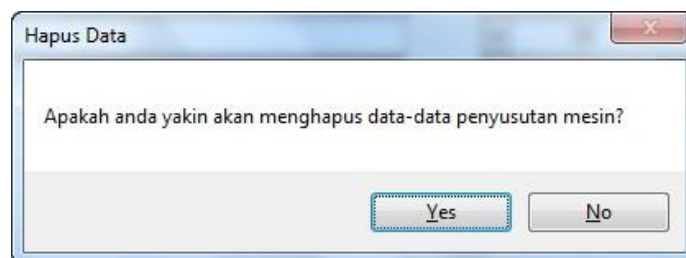 Hapus Data
Apakah anda yakin akan menghapus data-data penyusutan mesin?
Yes No